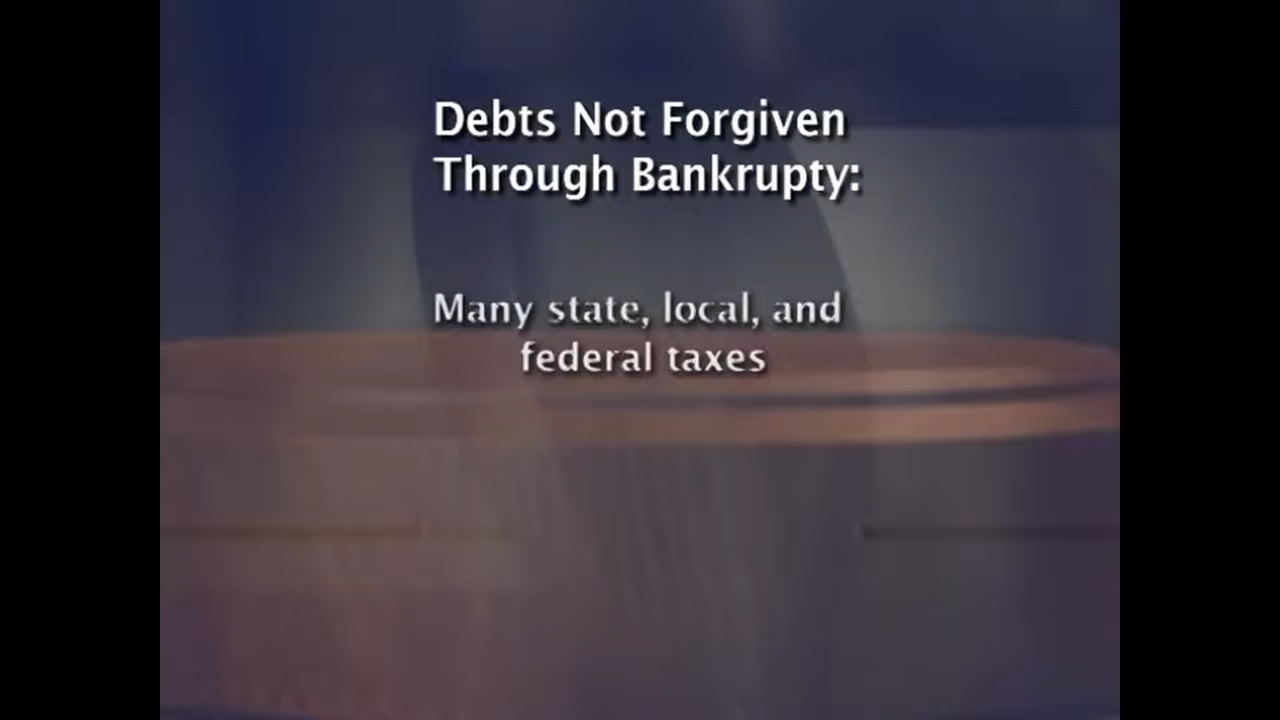 Debts Not Forgiven
Through Bankrupty:
Many state, local, and
federal taxes